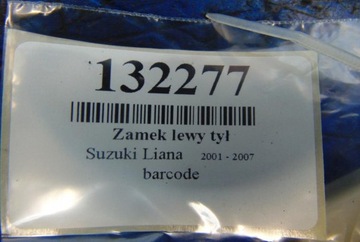 132277
Zamek lewy tył
Suzuki Liana 2001 - 2007
barcode